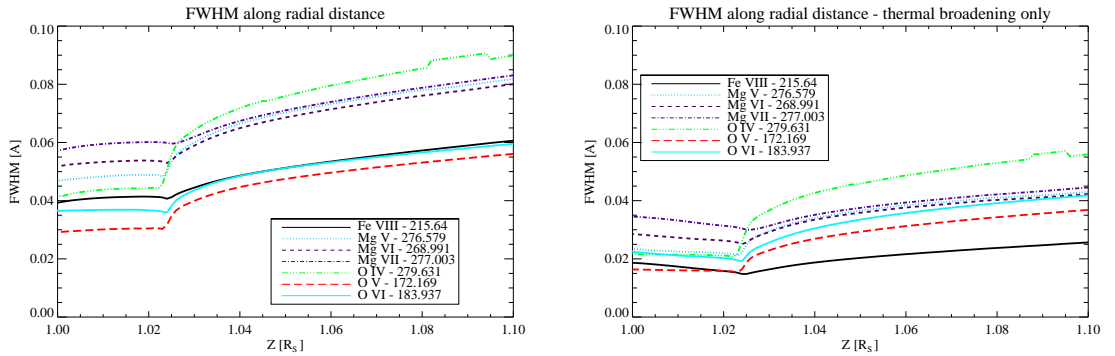 FWHM along radial distance
0.10
0.08
0.06
0.04
0.02
0.00
FWHM [A]
Fe VIII - 215.64
Mg V - 276.579
Mg VI - 268.991
Mg VII - 277.003
O IV - 279.631
O V - 172.169
O VI - 183.937
1.00 1.02 1.04 1.06 1.08 1.10
Z [R_S]
FWHM along radial distance - thermal broadening only
0.10
0.08
0.06
0.04
0.02
0.00
FWHM [A]
Fe VIII - 215.64
Mg V - 276.579
Mg VI - 268.991
Mg VII - 277.003
O IV - 279.631
O V - 172.169
O VI - 183.937
1.00 1.02 1.04 1.06 1.08 1.10
Z [R_S]